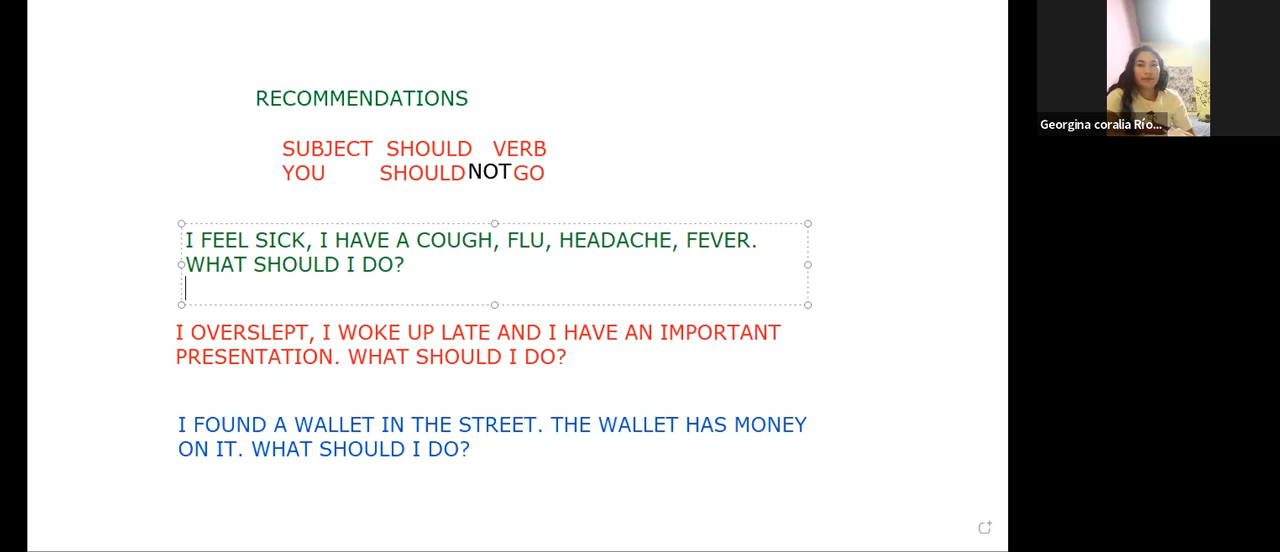 RECOMMENDATIONS
SUBJECT SHOULD VERB
YOU SHOULD NOT GO
I FEEL SICK, I HAVE A COUGH, FLU, HEADACHE, FEVER.
WHAT SHOULD I DO?
I OVERSLEPT, I WOKE UP LATE AND I HAVE AN IMPORTANT
PRESENTATION. WHAT SHOULD I DO?
I FOUND A WALLET IN THE STREET. THE WALLET HAS MONEY
ON IT. WHAT SHOULD I DO?
Georgina coralia Río...